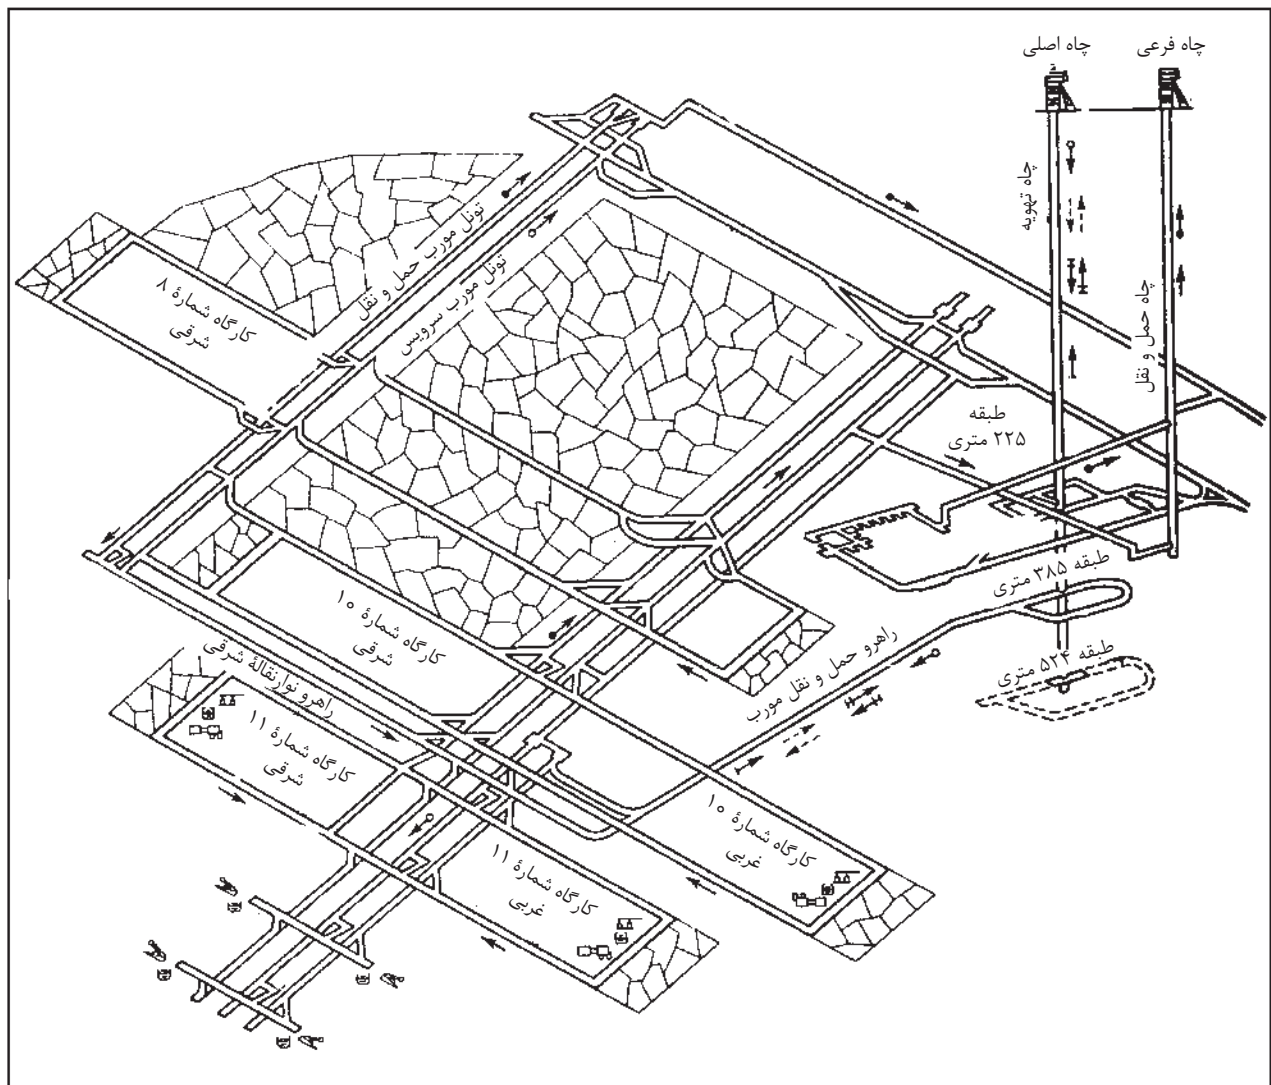 چاه فرعی
چاه اصلی
چاه تهویه
چاه حمل و نقل
تونل مورب حمل و نقل
تونل مورب سرویس
کارگاه شمارهٔ ۸
شرقی
طبقه
۲۲۵ متری
طبقه ۳۸۵ متری
طبقه ۵۲۴ متری
راهرو حمل و نقل مورب
کارگاه شمارهٔ ۱۰
شرقی
راهرو نوارنقالهٔ شرقی
کارگاه شمارهٔ ۱۱
شرقی
کارگاه شمارهٔ ۱۰
غربی
کارگاه شمارهٔ ۱۱
غربی